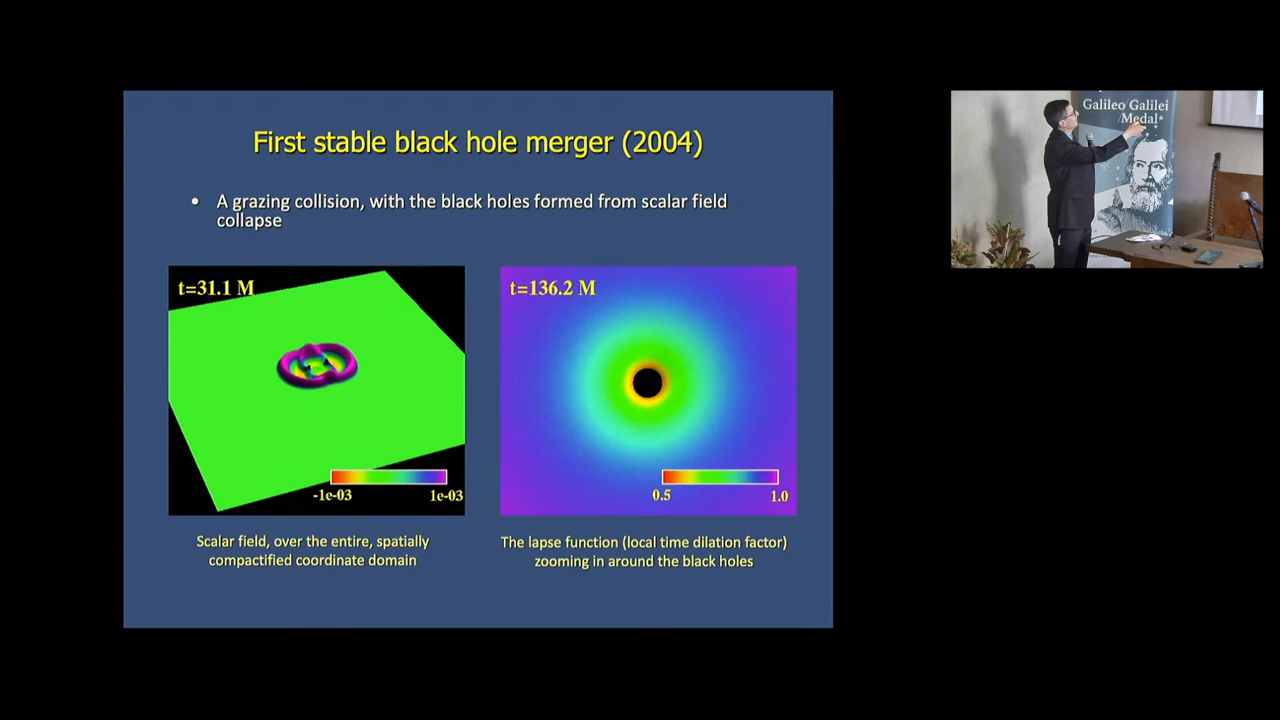 First stable black hole merger (2004)
• A grazing collision, with the black holes formed from scalar field
collapse
t=31.1 M
-1e-03
1e-03
Scalar field, over the entire, spatially
compactified coordinate domain
t=136.2 M
0.5
1.0
The lapse function (local time dilation factor)
zooming in around the black holes
Galileo Galilei
Medal